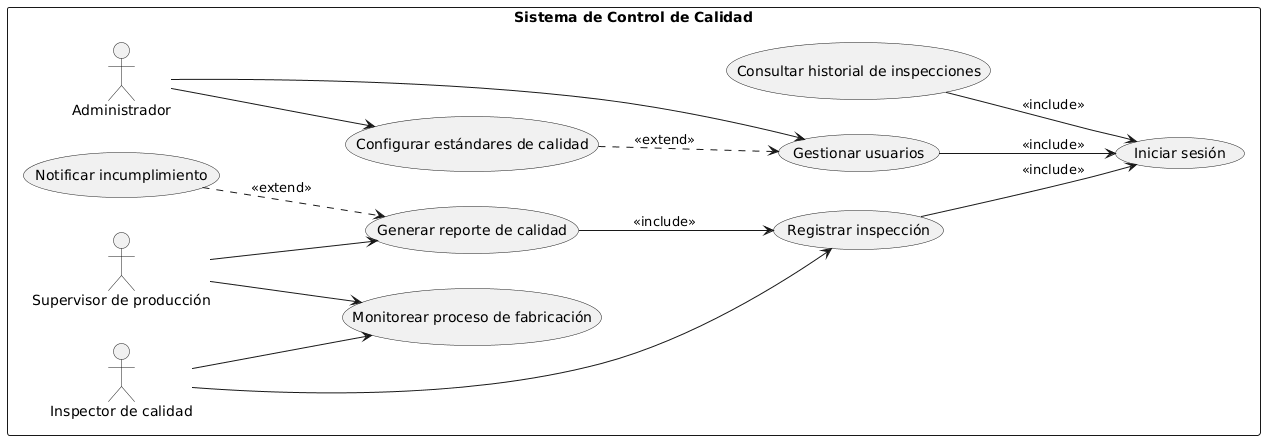 Sistema de Control de Calidad
Administrador
Consultar historial de inspecciones
«include»
Configurar estándares de calidad
«extend»
Gestionar usuarios
«include»
Iniciar sesión
Notificar incumplimiento
«extend»
«include»
Generar reporte de calidad
«include»
Registrar inspección
Supervisor de producción
Monitorear proceso de fabricación
Inspector de calidad